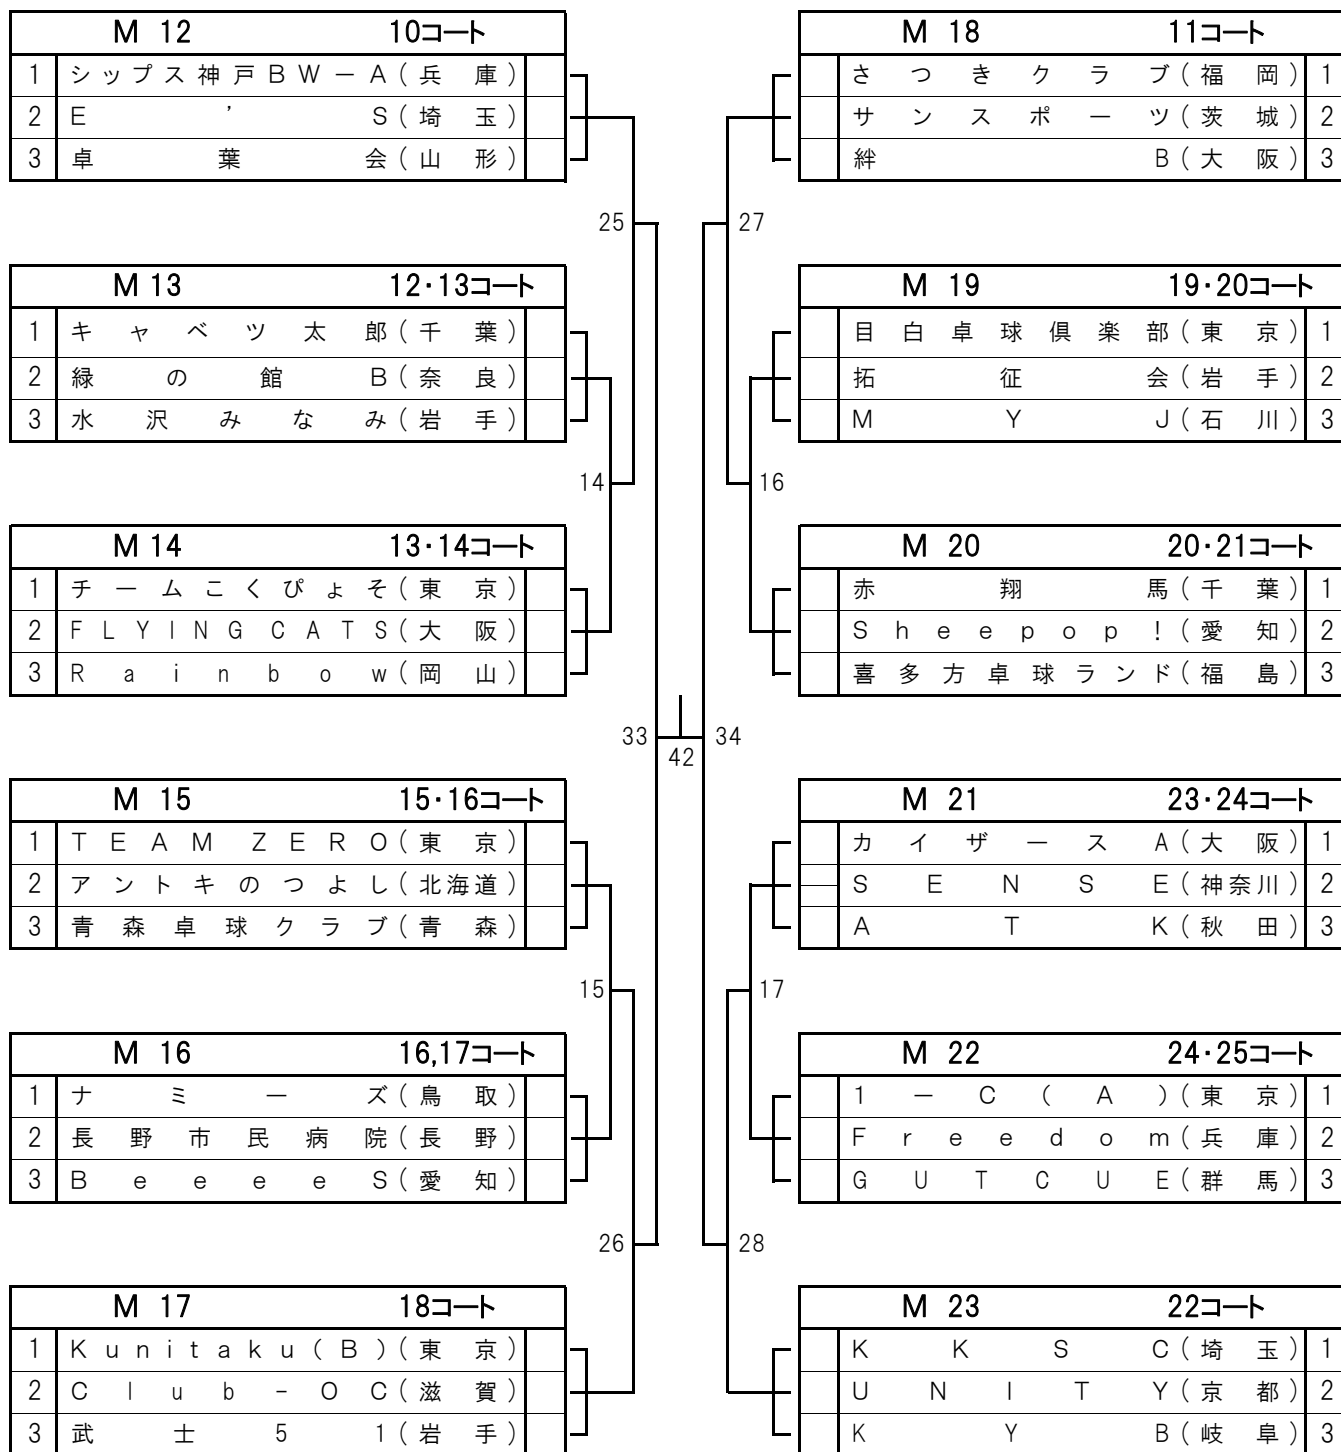 M 12 10コート
1 シップス神戸BW－A(兵庫)
2 E’S(埼玉)
3 卓葉会(山形)
25
M 13 12・13コート
1 キャベツ太郎(千葉)
2 緑の館B(奈良)
3 水沢みなみ(岩手)
14
M 14 13・14コート
1 チームこくぴょそ(東京)
2 FLYING CATS(大阪)
3 Rainbow(岡山)
33
M 15 15・16コート
1 TEAM ZERO(東京)
2 アントキのつよし(北海道)
3 青森卓球クラブ(青森)
15
M 16 16,17コート
1 ナミーズ(鳥取)
2 長野市民病院(長野)
3 BeeeeS(愛知)
26
M 17 18コート
1 Kunitaku(B)(東京)
2 Club-OC(滋賀)
3 武士51(岩手)
42
M 18 11コート
さつきクラブ(福岡) 1
サンスポーツ(茨城) 2
絆B(大阪) 3
27
M 19 19・20コート
目白卓球倶楽部(東京) 1
拓征会(岩手) 2
MYJ(石川) 3
16
M 20 20・21コート
赤翔馬(千葉) 1
Sheepop!(愛知) 2
喜多方卓球ランド(福島) 3
34
M 21 23・24コート
カイザースA(大阪) 1
SENSE(神奈川) 2
ATK(秋田) 3
17
M 22 24・25コート
1－C(A)(東京) 1
Freedom(兵庫) 2
GUTCUE(群馬) 3
28
M 23 22コート
KKSC(埼玉) 1
UNITY(京都) 2
KYB(岐阜) 3